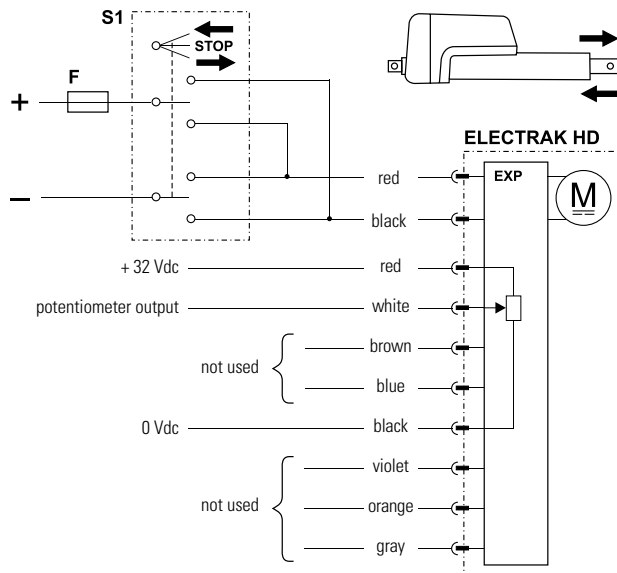 S1
STOP
F
+
–
ELECTRAK HD
EXP
M
red
black
+ 32 Vdc red
potentiometer output white
not used
brown
blue
0 Vdc black
not used
violet
orange
gray